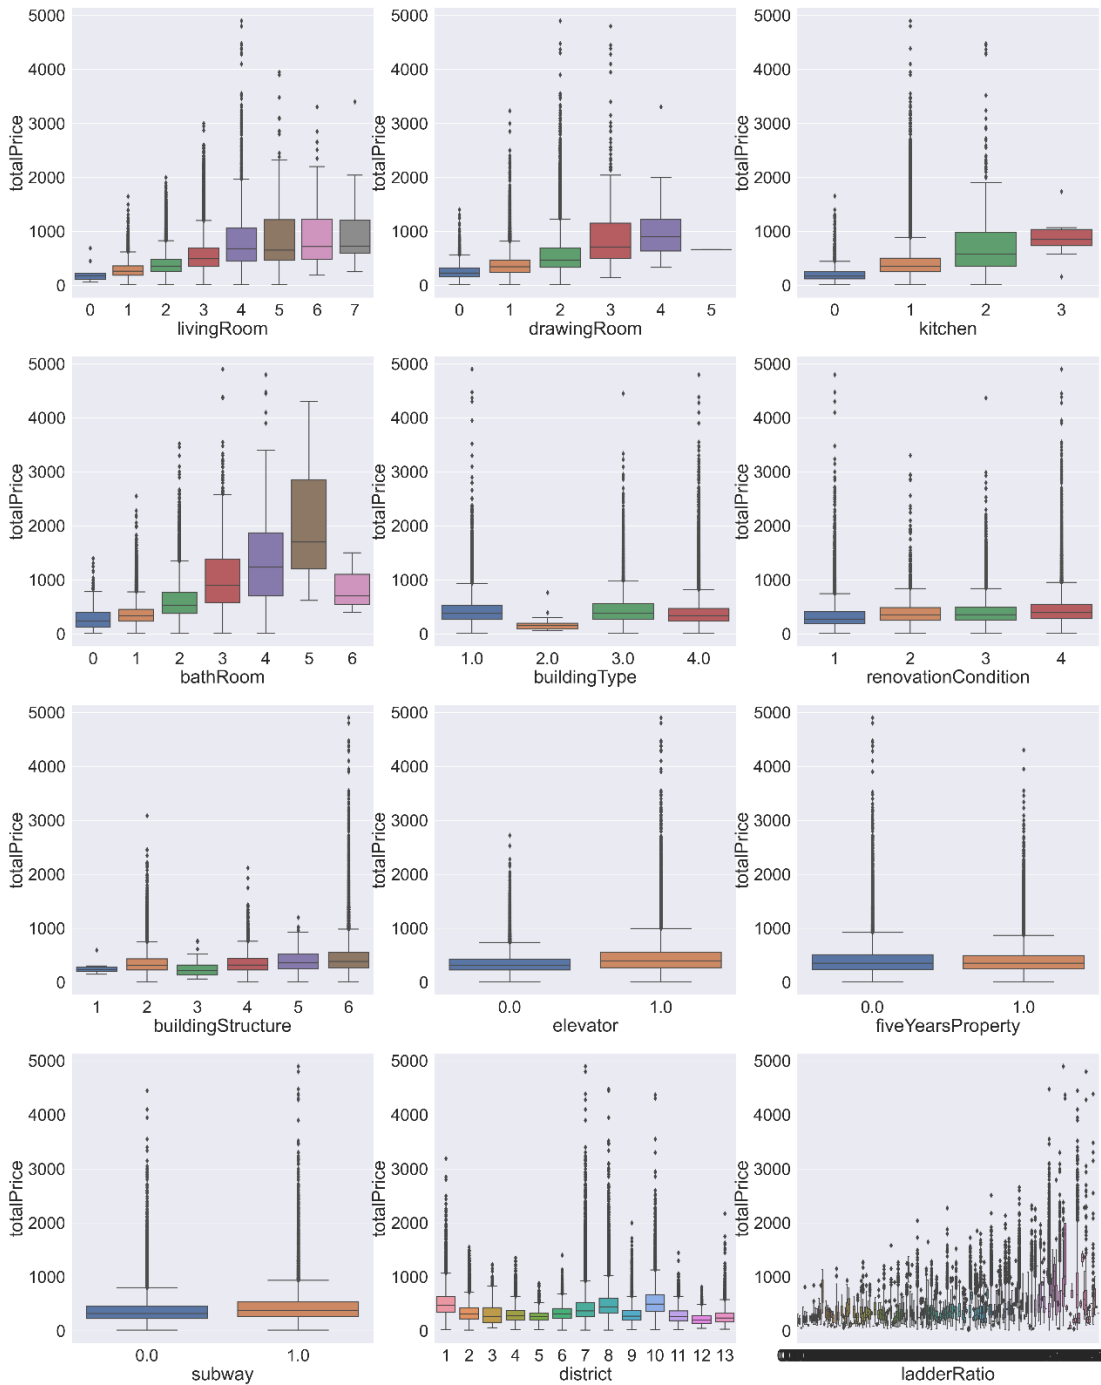 5000 5000 5000
4000 4000 4000
3000 3000 3000
2000 2000 2000
1000 1000 1000
0 0 0
totalPrice totalPrice totalPrice
0 1 2 3 4 5 6 7 0 1 2 3 4 5 0 1 2 3
livingRoom drawingRoom kitchen
5000 5000 5000
4000 4000 4000
3000 3000 3000
2000 2000 2000
1000 1000 1000
0 0 0
totalPrice totalPrice totalPrice
0 1 2 3 4 5 6 1.0 2.0 3.0 4.0 1 2 3 4
bathRoom buildingType renovationCondition
5000 5000 5000
4000 4000 4000
3000 3000 3000
2000 2000 2000
1000 1000 1000
0 0 0
totalPrice totalPrice totalPrice
1 2 3 4 5 6 0.0 1.0 0.0 1.0
buildingStructure elevator fiveYearsProperty
5000 5000 5000
4000 4000 4000
3000 3000 3000
2000 2000 2000
1000 1000 1000
0 0 0
totalPrice totalPrice totalPrice
0.0 1.0 1 2 3 4 5 6 7 8 9 10 11 12 13
subway district ladderRatio